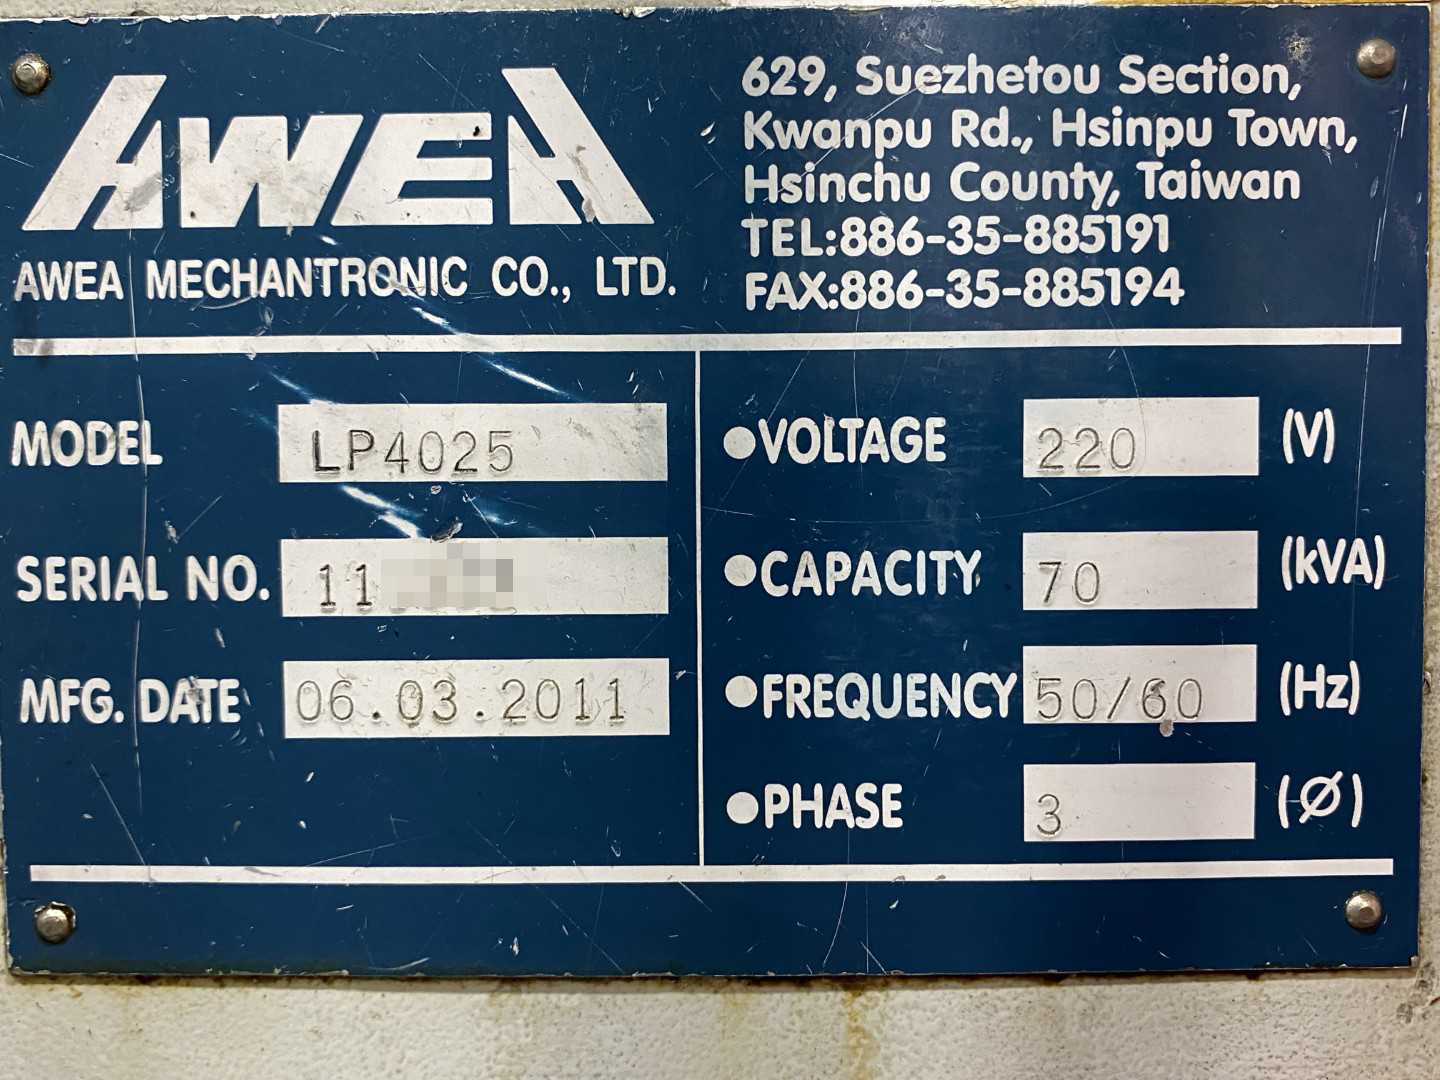 AWEA
AWEA MECHANTRONIC CO., LTD.
629, Suezhetou Section,
Kwanpu Rd., Hsinpu Town,
Hsinchu County, Taiwan
TEL:886-35-885191
FAX:886-35-885194
MODEL LP4025
SERIAL NO. 11
MFG. DATE 06.03.2011
●VOLTAGE 220 (V)
●CAPACITY 70 (kVA)
●FREQUENCY 50/60 (Hz)
●PHASE 3 (Ø)